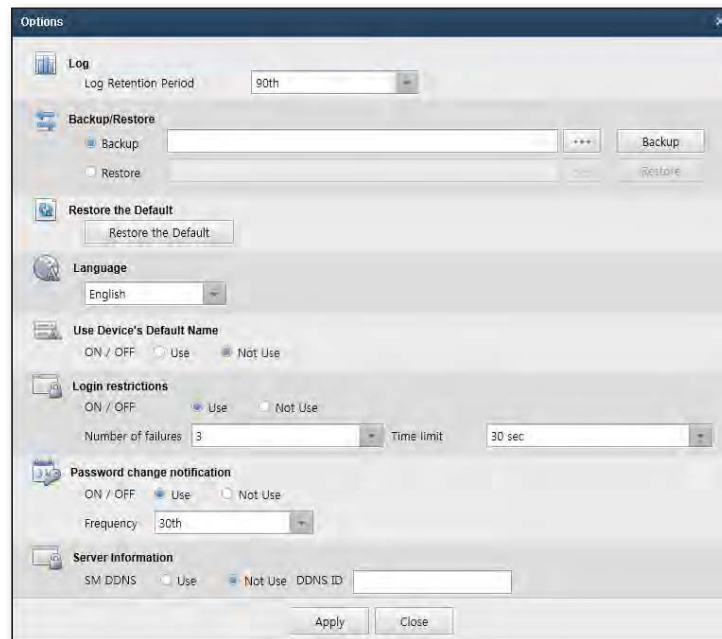 Options
Log
Log Retention Period 90th
Backup/Restore
Backup ... Backup
Restore ... Restore
Restore the Default
Restore the Default
Language
English
Use Device's Default Name
ON / OFF Use Not Use
Login restrictions
ON / OFF Use Not Use
Number of failures 3 Time limit 30 sec
Password change notification
ON / OFF Use Not Use
Frequency 30th
Server Information
SM DDNS Use Not Use DDNS ID
Apply Close